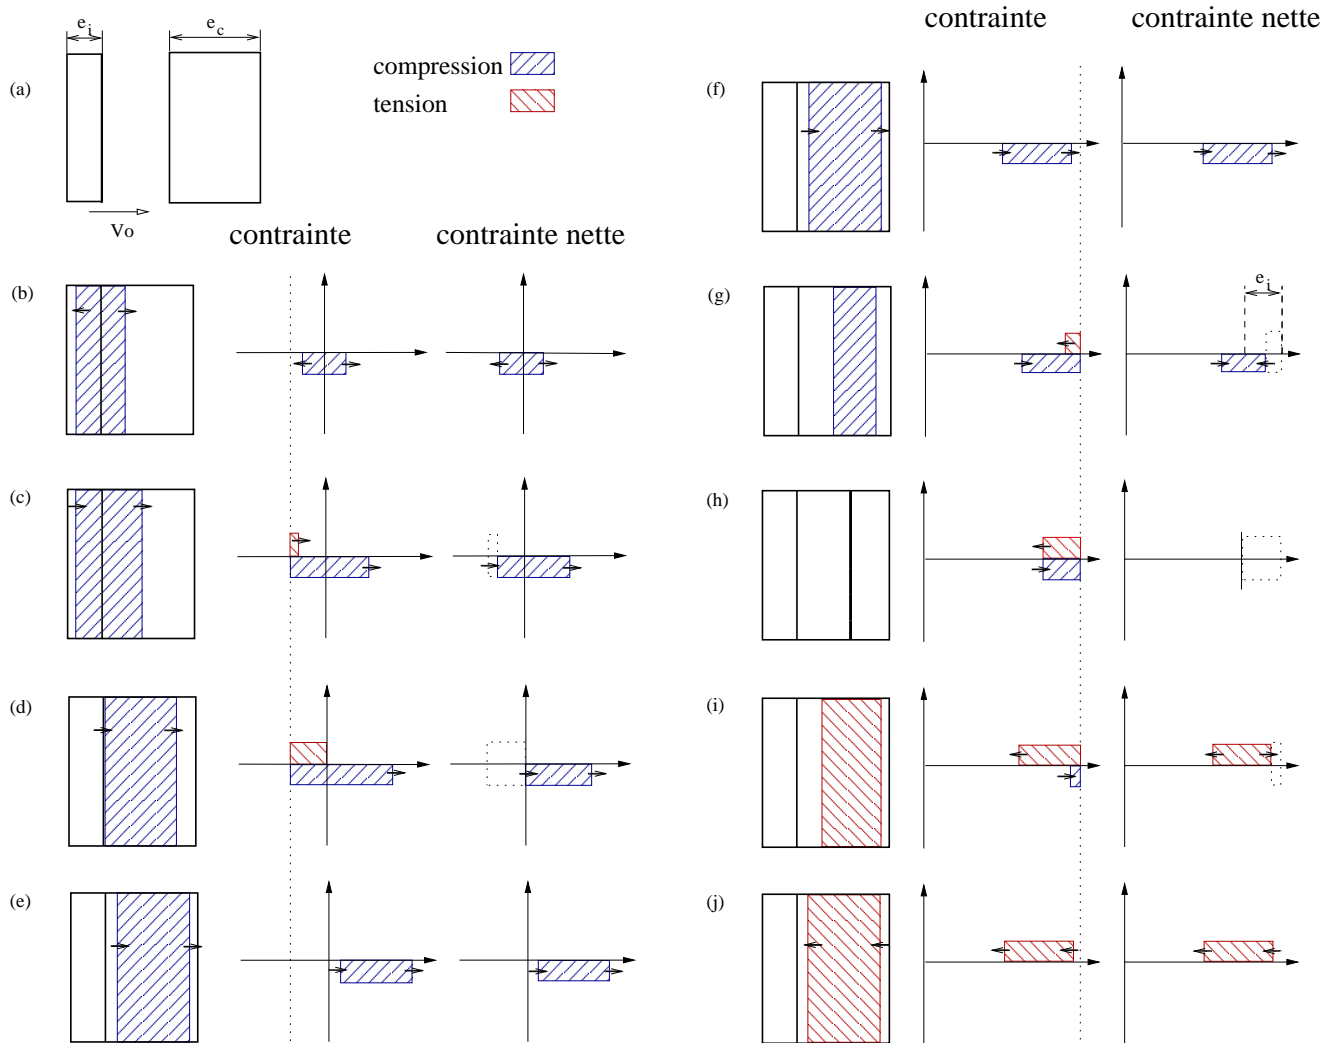 e_i
e_c
(a)
compression
tension
Vo
contrainte
contrainte nette
(b)
(c)
(d)
(e)
contrainte
contrainte nette
(f)
(g)
e_i
(h)
(i)
(j)